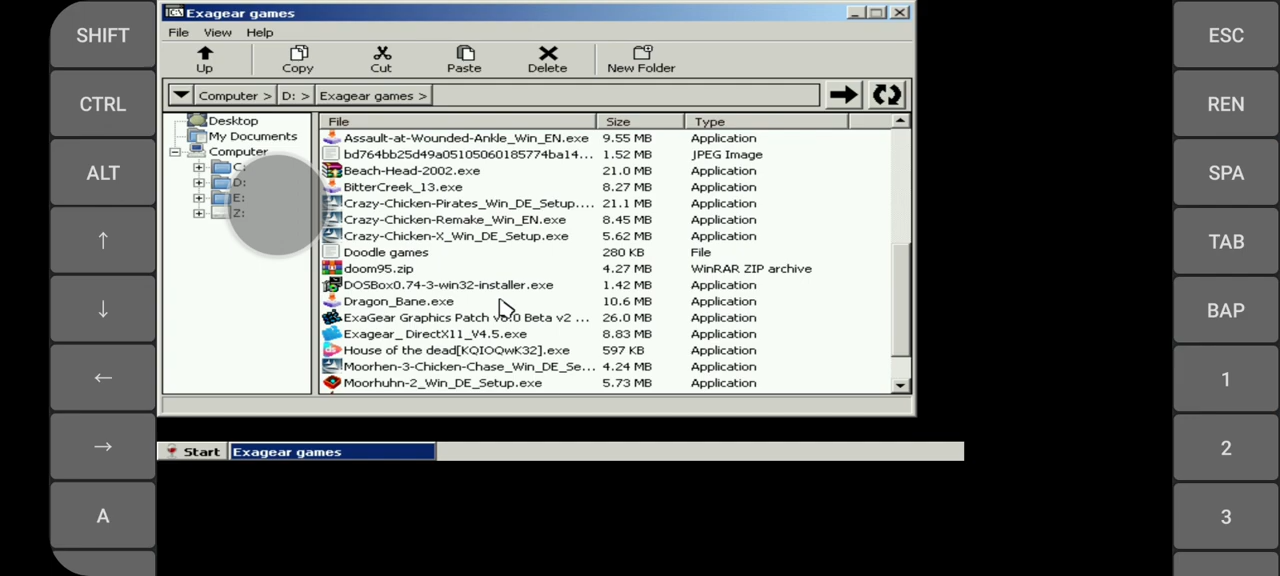 SHIFT
CTRL
ALT
↑
↓
←
→
A
Exagear games
File View Help
Up Copy Cut Paste Delete New Folder
Computer > D: > Exagear games >
Desktop
My Documents
Computer
C:
D:
E:
Z:
File Size Type
Assault-at-Wounded-Ankle_Win_EN.exe 9.55 MB Application
bd764bb25d49a05105060185774ba14... 1.52 MB JPEG Image
Beach-Head-2002.exe 21.0 MB Application
BitterCreek_13.exe 8.27 MB Application
Crazy-Chicken-Pirates_Win_DE_Setup.... 21.1 MB Application
Crazy-Chicken-Remake_Win_EN.exe 8.45 MB Application
Crazy-Chicken-X_Win_DE_Setup.exe 5.62 MB Application
Doodle games 280 KB File
doom95.zip 4.27 MB WinRAR ZIP archive
DOSBox0.74-3-win32-installer.exe 1.42 MB Application
Dragon_Bane.exe 10.6 MB Application
ExaGear Graphics Patch Beta v2 ... 26.0 MB Application
Exagear_ DirectX11_V4.5.exe 8.83 MB Application
House of the dead[KQIOQwK32].exe 597 KB Application
Moorhen-3-Chicken-Chase_Win_DE_Se... 4.24 MB Application
Moorhuhn-2_Win_DE_Setup.exe 5.73 MB Application
Start Exagear games
ESC
REN
SPA
TAB
BAP
1
2
3